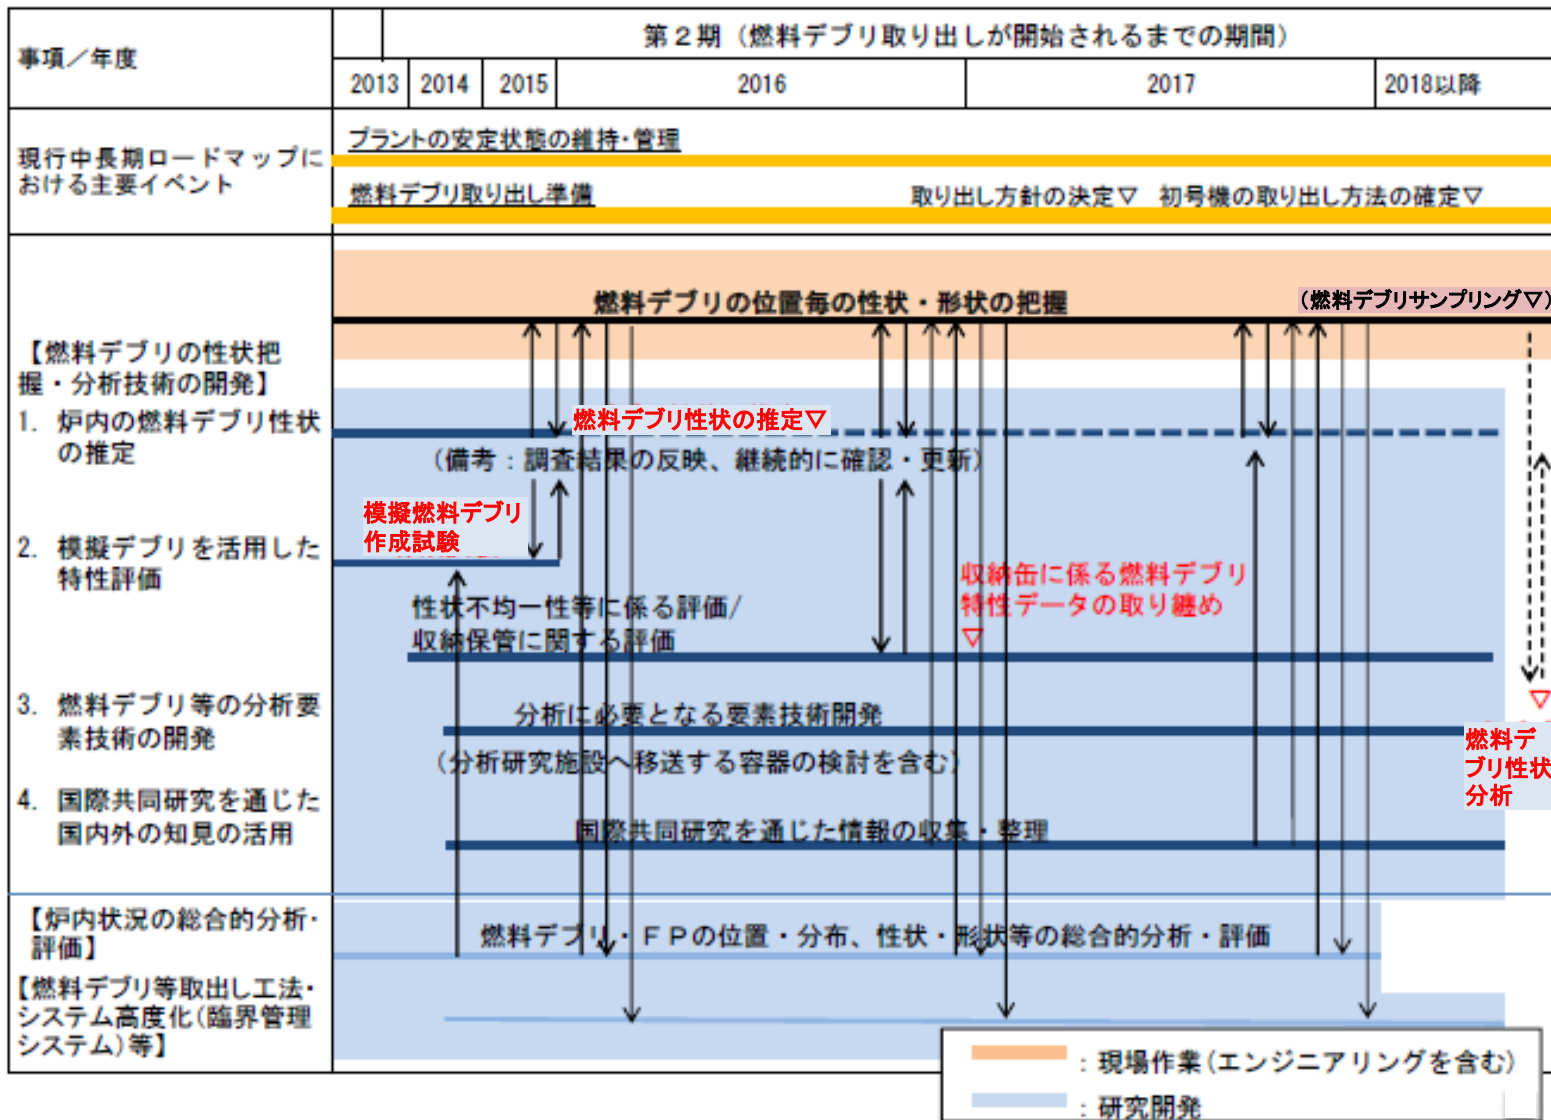 事項／年度
第２期（燃料デブリ取り出しが開始されるまでの期間）
2013
2014
2015
2016
2017
2018以降
現行中長期ロードマップに
おける主要イベント
プラントの安定状態の維持・管理
燃料デブリ取り出し準備
取り出し方針の決定▽
初号機の取り出し方法の確定▽
燃料デブリの位置毎の性状・形状の把握
（燃料デブリサンプリング▽）
【燃料デブリの性状把
握・分析技術の開発】
1. 炉内の燃料デブリ性状
の推定
燃料デブリ性状の推定▽
（備考：調査結果の反映、継続的に確認・更新）
模擬燃料デブリ
作成試験
2. 模擬デブリを活用した
特性評価
収納缶に係る燃料デブリ
特性データの取り纏め
▽
性状不均一性等に係る評価/
収納保管に関する評価
3. 燃料デブリ等の分析要
素技術の開発
分析に必要となる要素技術開発
（分析研究施設へ移送する容器の検討を含む）
▽
燃料デ
ブリ性状
分析
4. 国際共同研究を通じた
国内外の知見の活用
国際共同研究を通じた情報の収集・整理
【炉内状況の総合的分析・
評価】
燃料デブリ・ＦＰの位置・分布、性状・形状等の総合的分析・評価
【燃料デブリ等取出し工法・
システム高度化（臨界管理
システム）等】
：現場作業（エンジニアリングを含む）
：研究開発